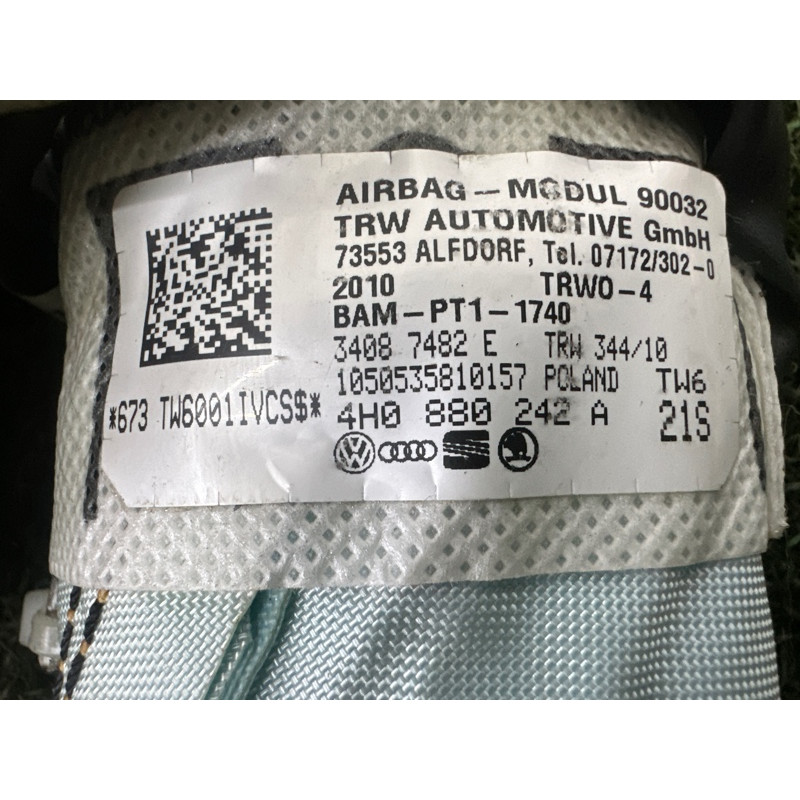 AIRBAG - MODUL 90032
TRW AUTOMOTIVE GmbH
73553 ALFDORF, Tel. 07172/302-0
2010 TRWO-4
BAM-PT1-1740
3408 7482 E TRW 344/10
1050535810157 POLAND TW6
*673 TW6001IVCS$* 4H0 880 242 A 21S